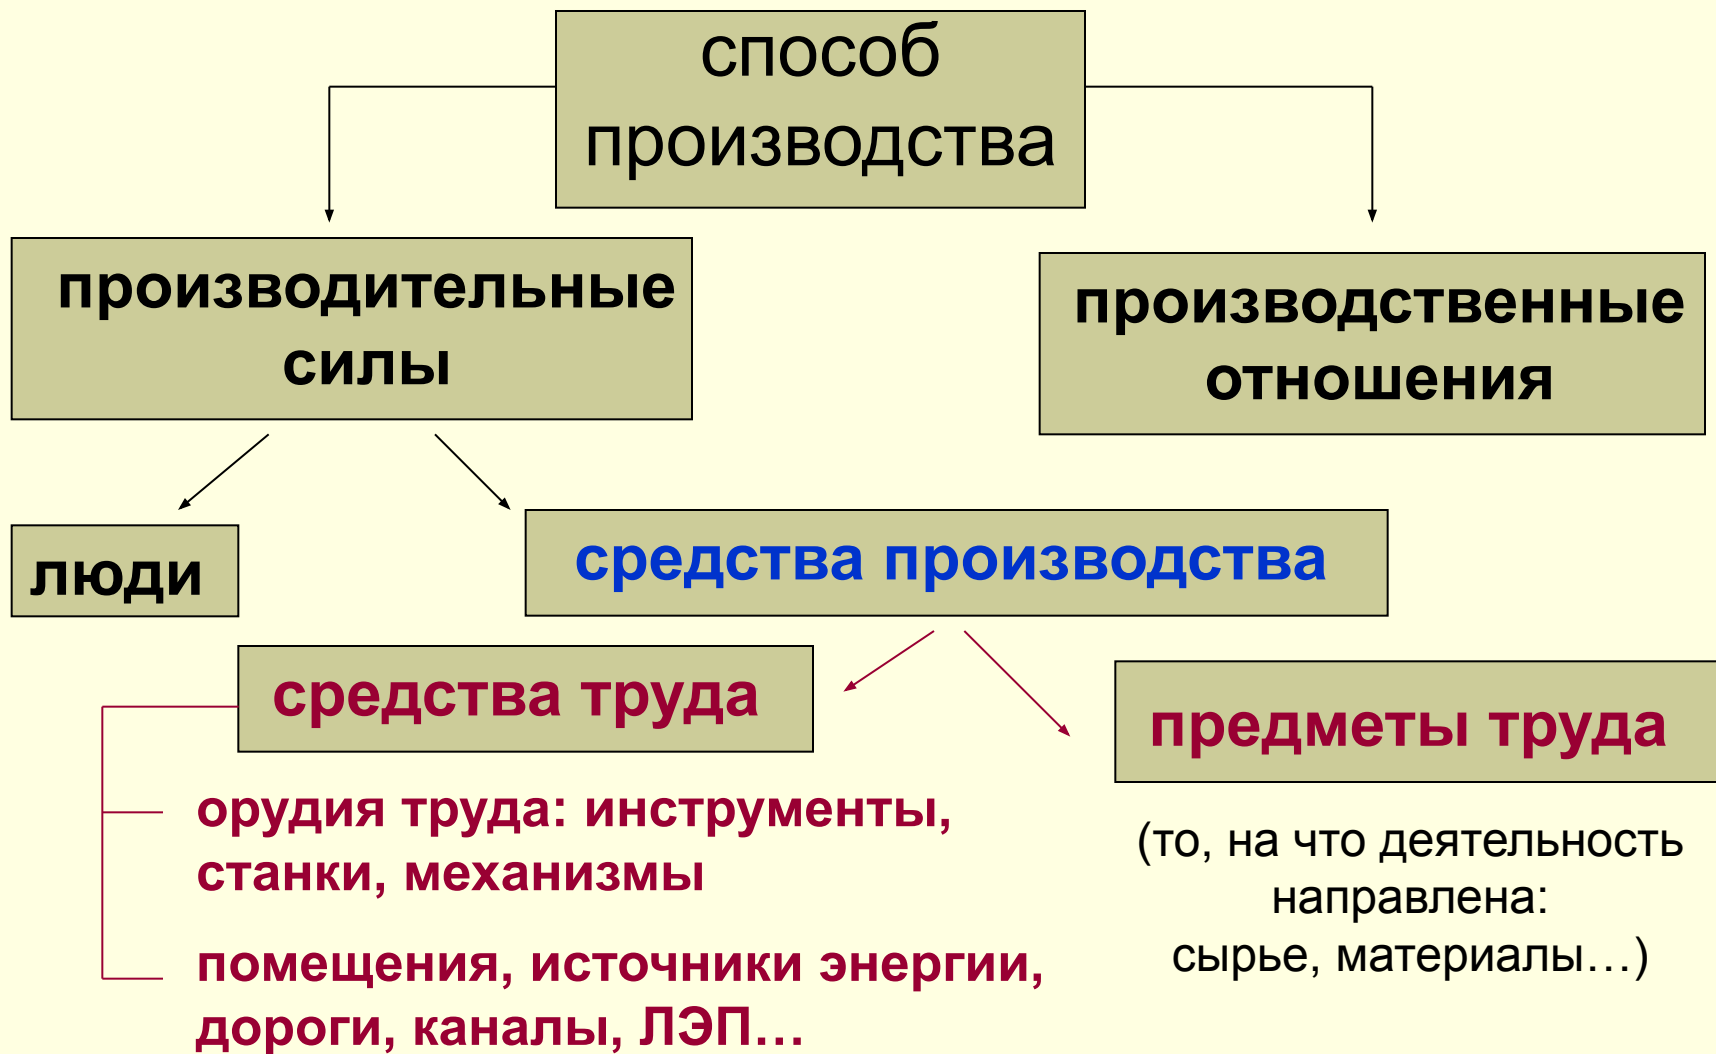 способ
производства
производительные
силы
производственные
отношения
люди
средства производства
средства труда
предметы труда
орудия труда: инструменты,
станки, механизмы
помещения, источники энергии,
дороги, каналы, ЛЭП…
(то, на что деятельность
направлена:
сырье, материалы…)